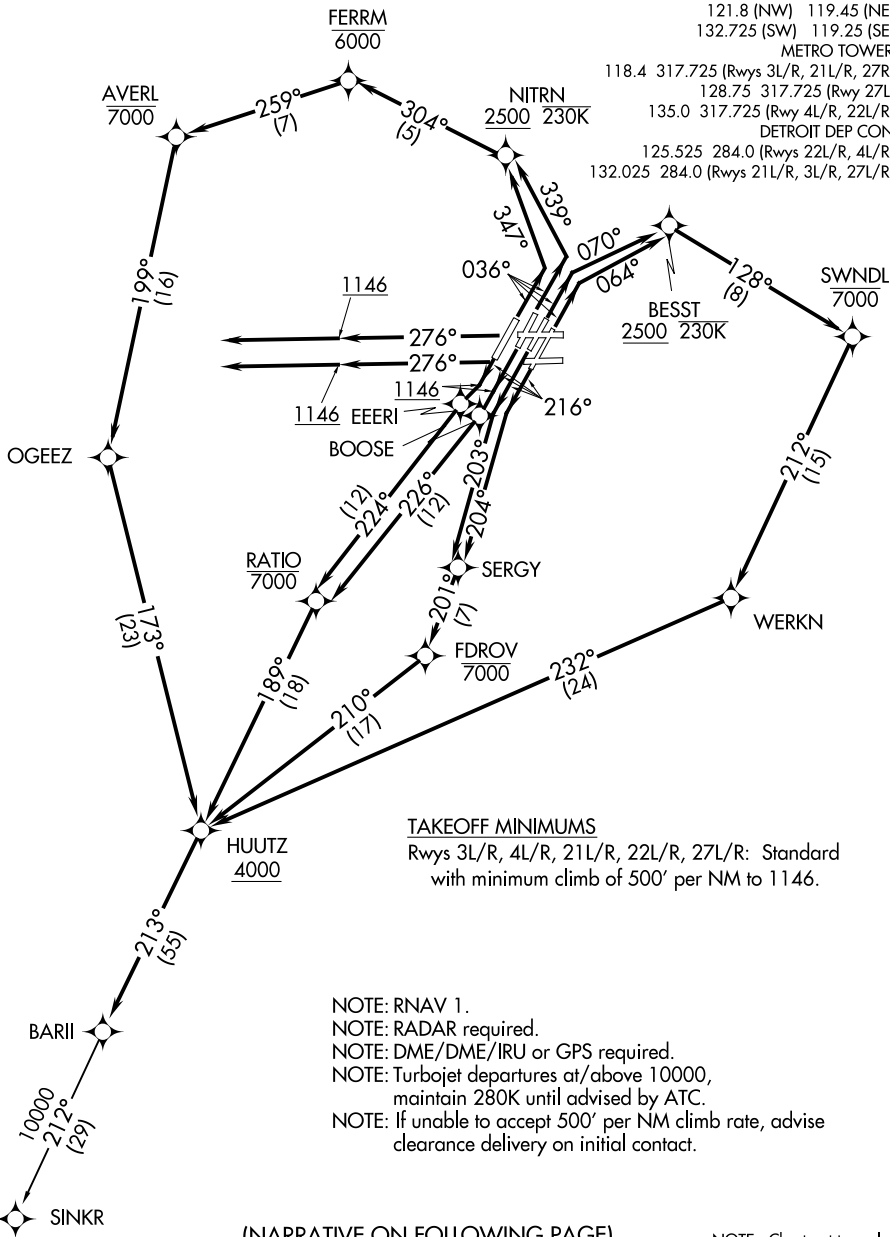 121.8 (NW) 119.45 (NE
132.725 (SW) 119.25 (SE
METRO TOWER
118.4 317.725 (Rwys 3L/R, 21L/R, 27R
128.75 317.725 (Rwy 27L
135.0 317.725 (Rwy 4L/R, 22L/R
DETROIT DEP CON
125.525 284.0 (Rwys 22L/R, 4L/R
132.025 284.0 (Rwys 21L/R, 3L/R, 27L/R
FERRM
6000
AVERL
7000
259°
(7)
304°
(5)
NITRN
2500 230K
347°
339°
036°
070°
064°
BESST
2500 230K
128°
(8)
SWNDL
7000
199°
(16)
1146
276°
276°
1146
1146
EEERI
BOOSE
216°
OGEEZ
(12)
224°
226°
(12)
203°
204°
212°
(15)
RATIO
7000
SERGY
201°
(7)
WERKN
173°
(23)
FDROV
7000
189°
(18)
210°
(17)
232°
(24)
HUUTZ
4000
TAKEOFF MINIMUMS
Rwys 3L/R, 4L/R, 21L/R, 22L/R, 27L/R: Standard
with minimum climb of 500' per NM to 1146.
213°
(55)
BARII
NOTE: RNAV 1.
NOTE: RADAR required.
NOTE: DME/DME/IRU or GPS required.
NOTE: Turbojet departures at/above 10000,
maintain 280K until advised by ATC.
NOTE: If unable to accept 500' per NM climb rate, advise
clearance delivery on initial contact.
10000
212°
(29)
SINKR
(NARRATIVE ON FOLLOWING PAGE)